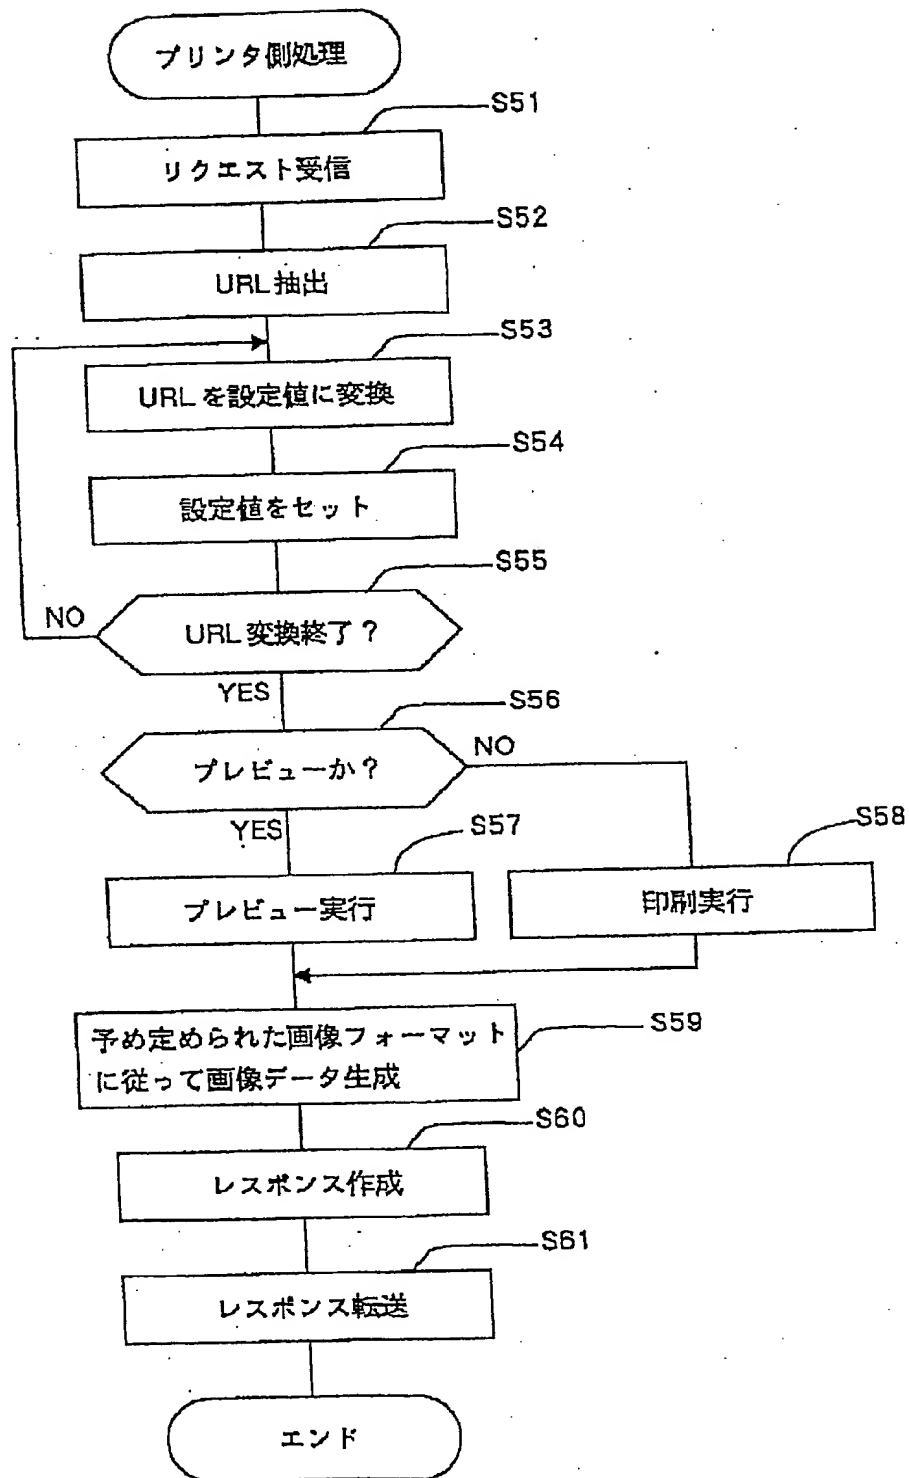 プリンタ側処理
S51
リクエスト受信
S52
URL抽出
S53
URLを設定値に変換
S54
設定値をセット
S55
URL変換終了?
NO
YES
S56
プレビューか?
NO
YES
S57
プレビュー実行
S58
印刷実行
S59
予め定められた画像フォーマット
に従って画像データ生成
S60
レスポンス作成
S61
レスポンス転送
エンド